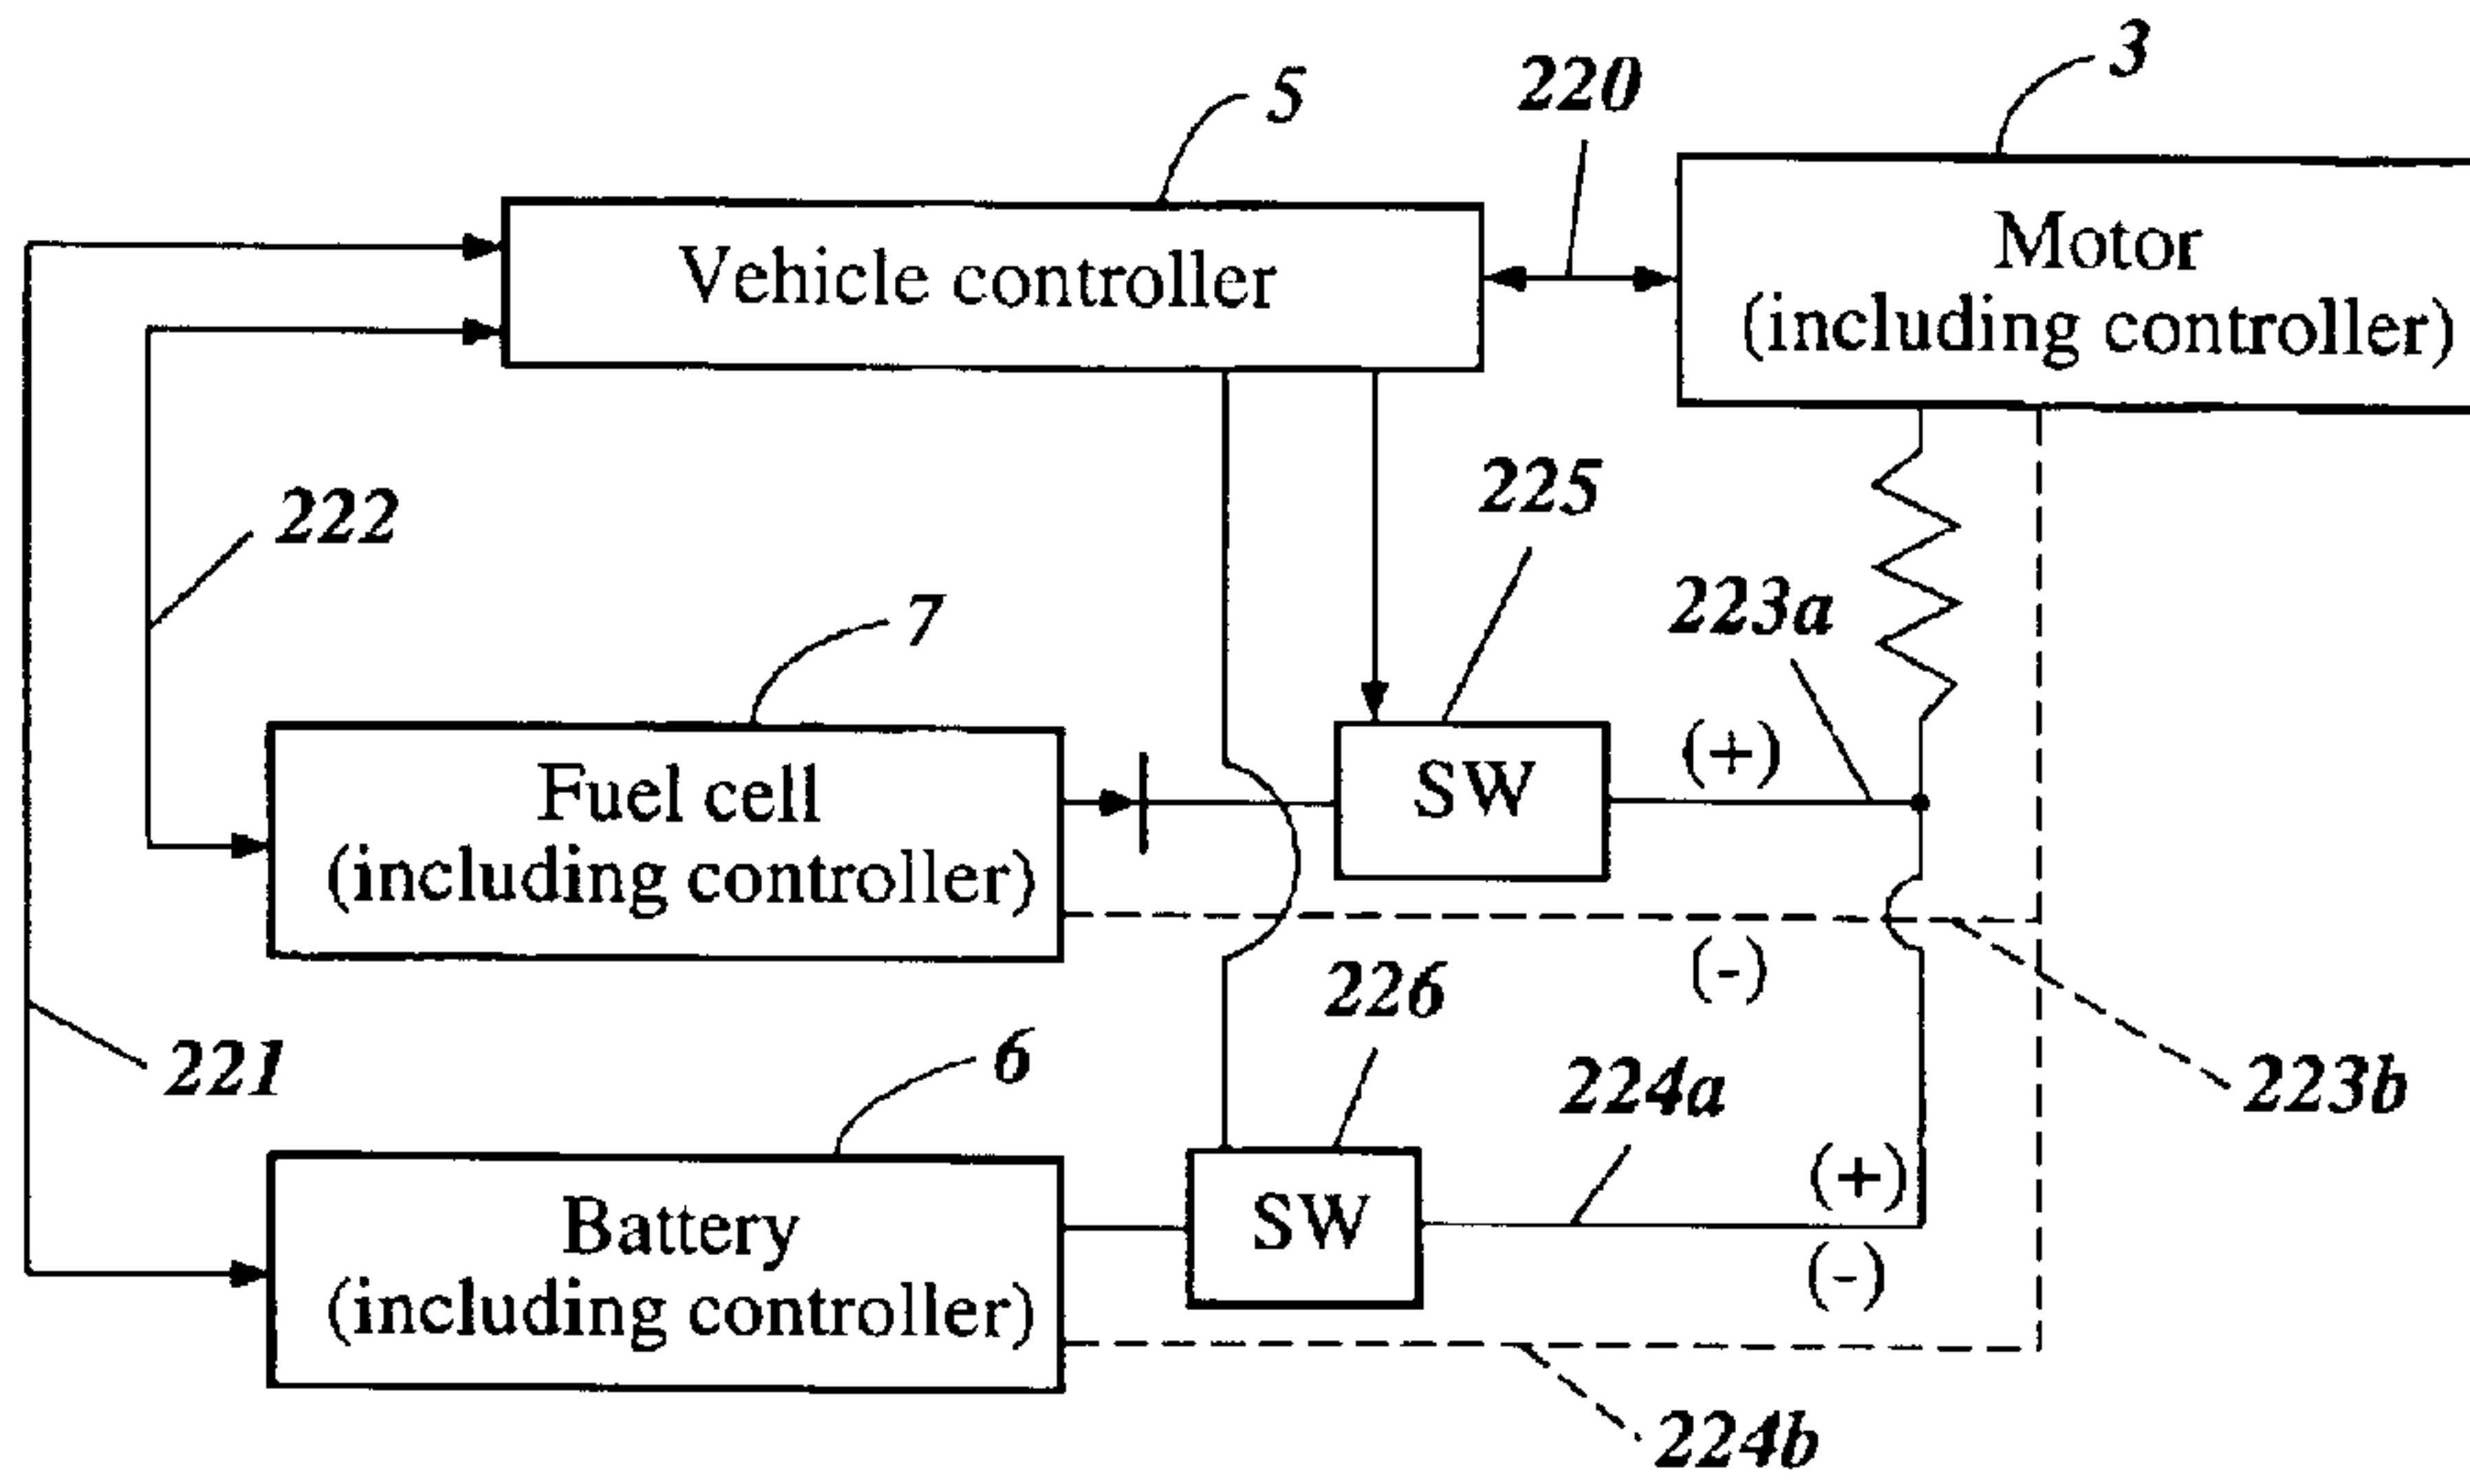 3
220
5
Motor
(including controller)
Vehicle controller
225
222
223a
7
(+)
Fuel cell
(including controller)
SW
(-)
226
6
221
224a
223b
(+)
Battery
(including controller)
SW
(-)
224b